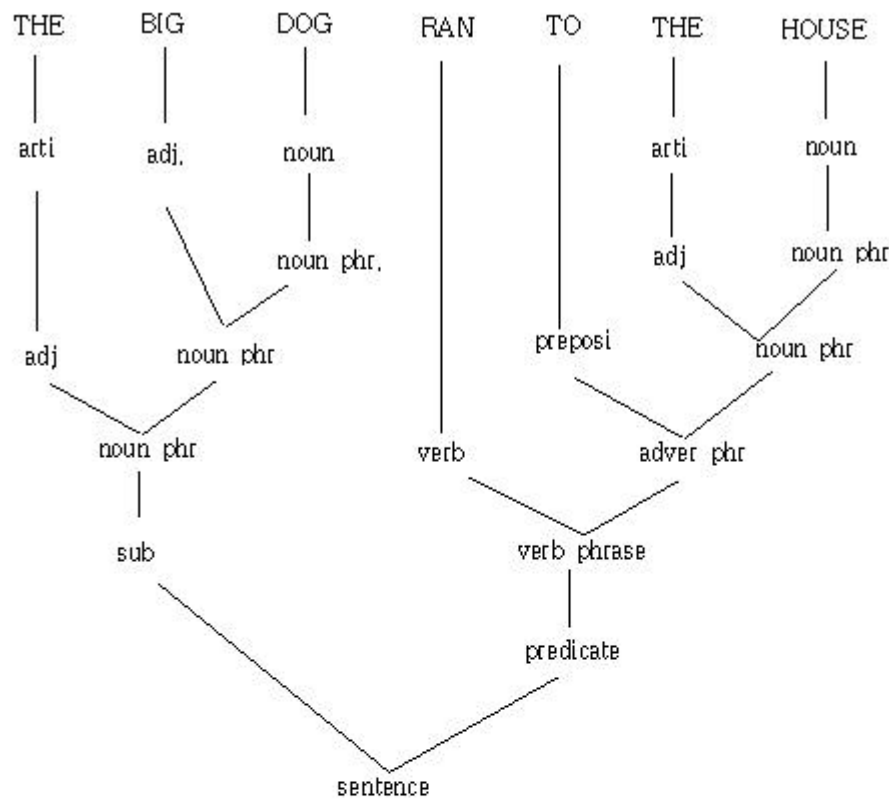 THE BIG DOG RAN TO THE HOUSE
arti adj. noun arti noun
noun phr. adj noun phr
adj noun phr preposi noun phr
noun phr verb adver phr
sub verb phrase
predicate
sentence